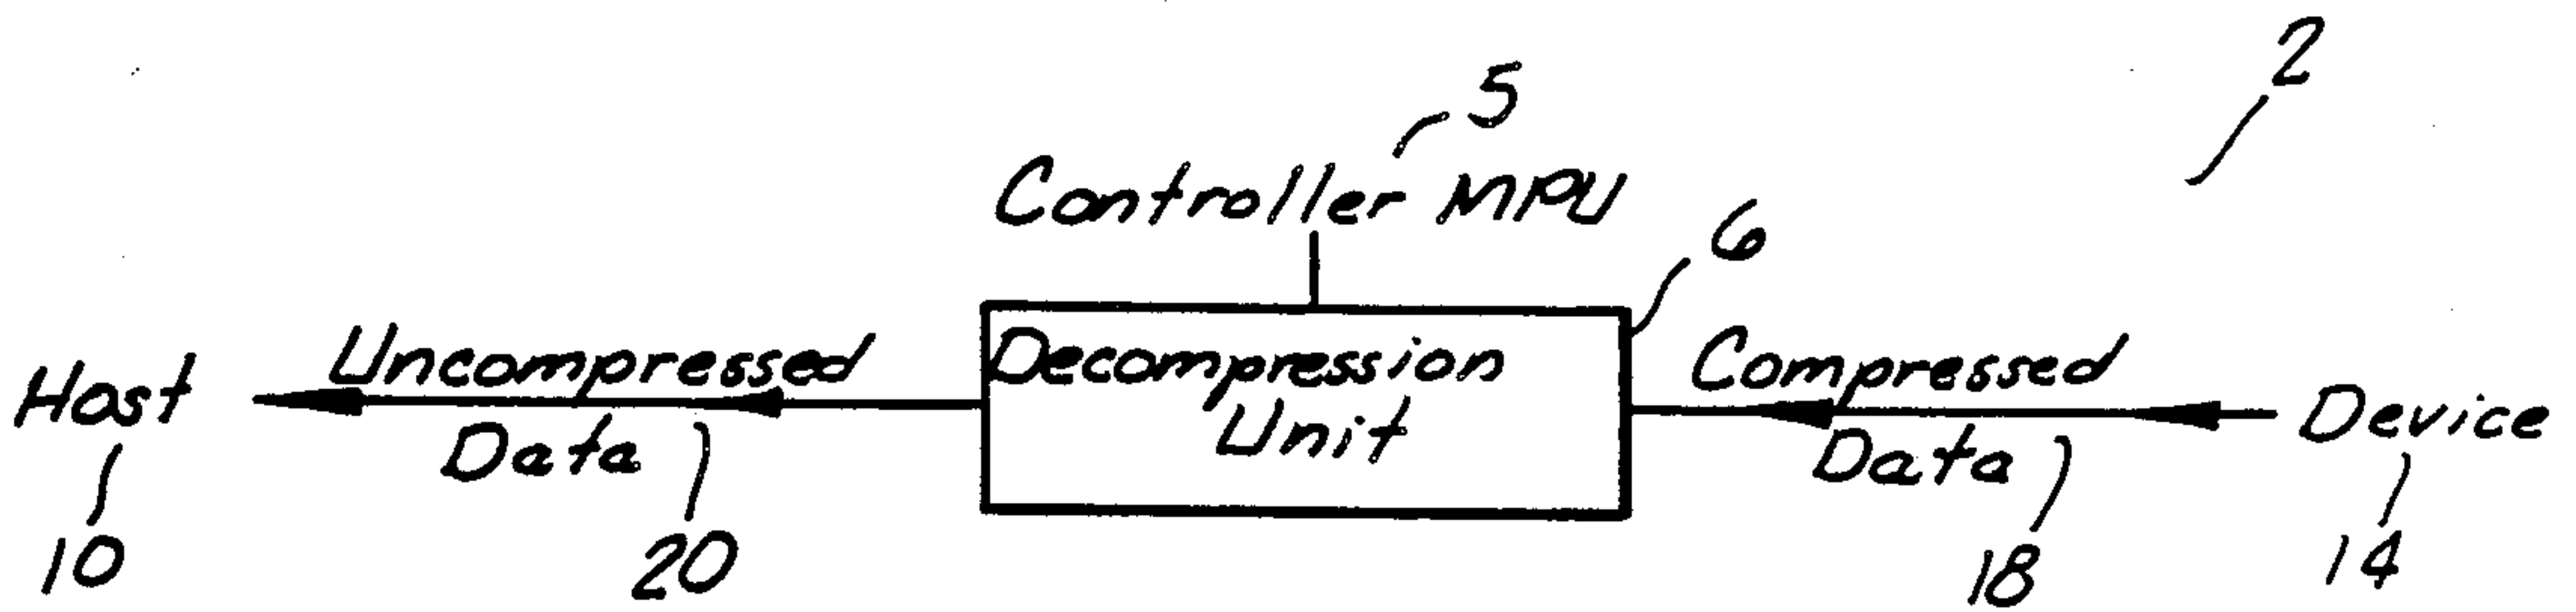 2
5
Controller MPU
6
Host
Uncompressed
Data
Decompression
Unit
Compressed
Data
Device
10
20
18
14